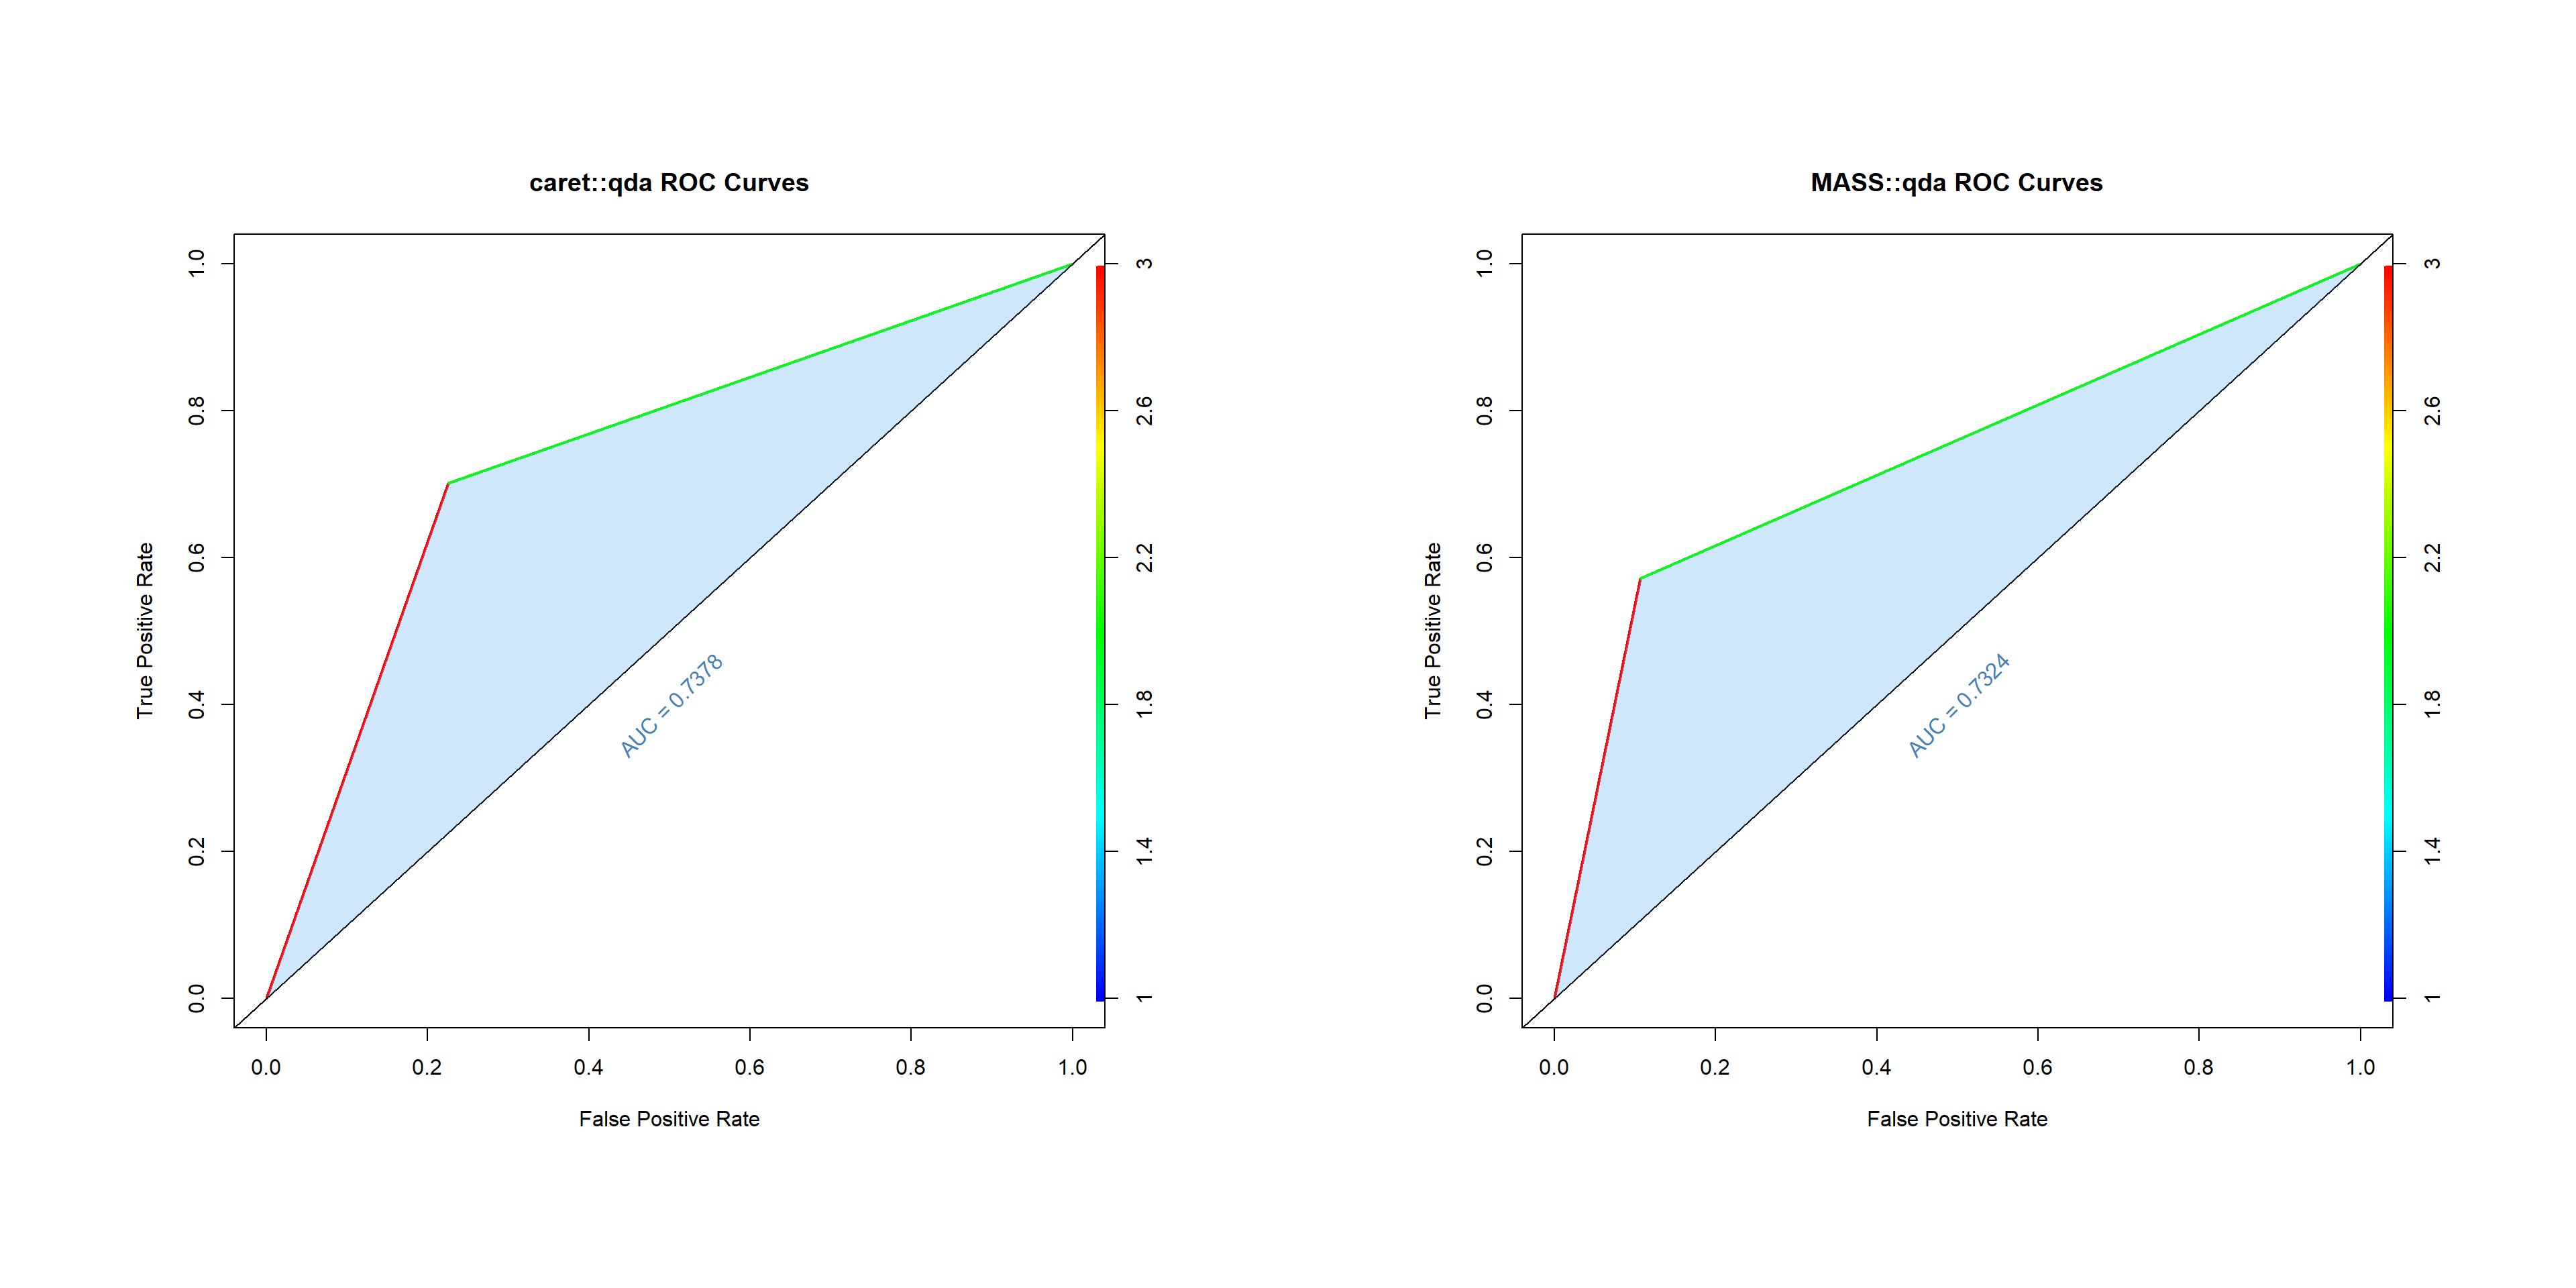 caret::qda ROC Curves
True Positive Rate
1.0
0.8
0.6
0.4
0.2
0.0
AUC = 0.7378
3
2.6
2.2
1.8
1.4
1
0.0 0.2 0.4 0.6 0.8 1.0
False Positive Rate
MASS::qda ROC Curves
True Positive Rate
1.0
0.8
0.6
0.4
0.2
0.0
AUC = 0.7324
3
2.6
2.2
1.8
1.4
1
0.0 0.2 0.4 0.6 0.8 1.0
False Positive Rate